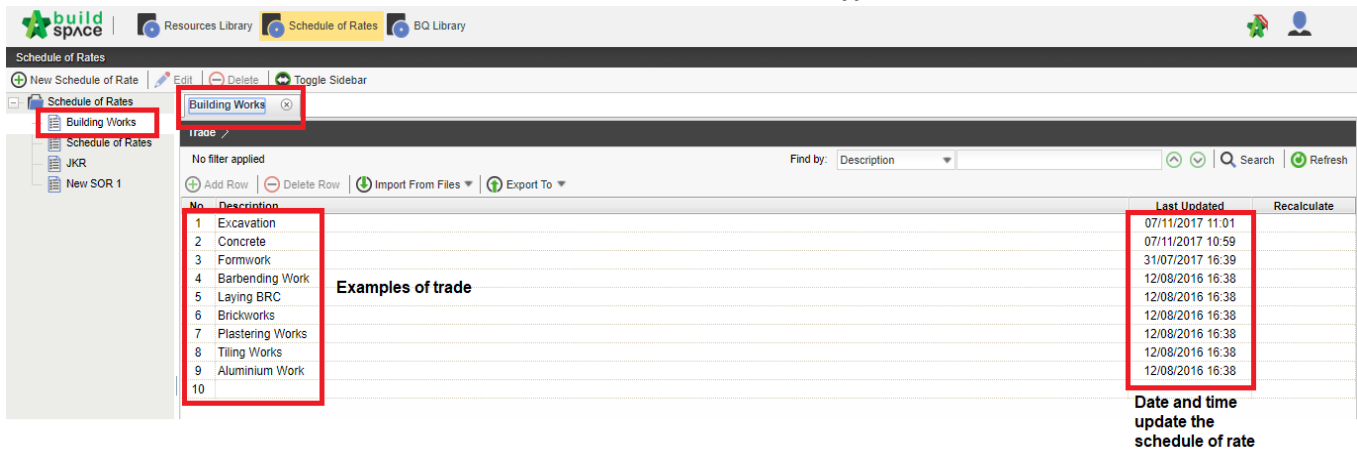 build space
Resources Library Schedule of Rates BQ Library
Schedule of Rates
New Schedule of Rate Edit Delete Toggle Sidebar
Schedule of Rates
Building Works
Schedule of Rates
JKR
New SOR 1
Building Works
Trade >
No filter applied Find by: Description Search Refresh
Add Row Delete Row Import From Files Export To
No Description Last Updated Recalculate
1 Excavation 07/11/2017 11:01
2 Concrete 07/11/2017 10:59
3 Formwork 31/07/2017 16:39
4 Barbending Work 12/08/2016 16:38
5 Laying BRC 12/08/2016 16:38
6 Brickworks 12/08/2016 16:38
7 Plastering Works 12/08/2016 16:38
8 Tiling Works 12/08/2016 16:38
9 Aluminium Work 12/08/2016 16:38
10
Examples of trade
Date and time
update the
schedule of rate